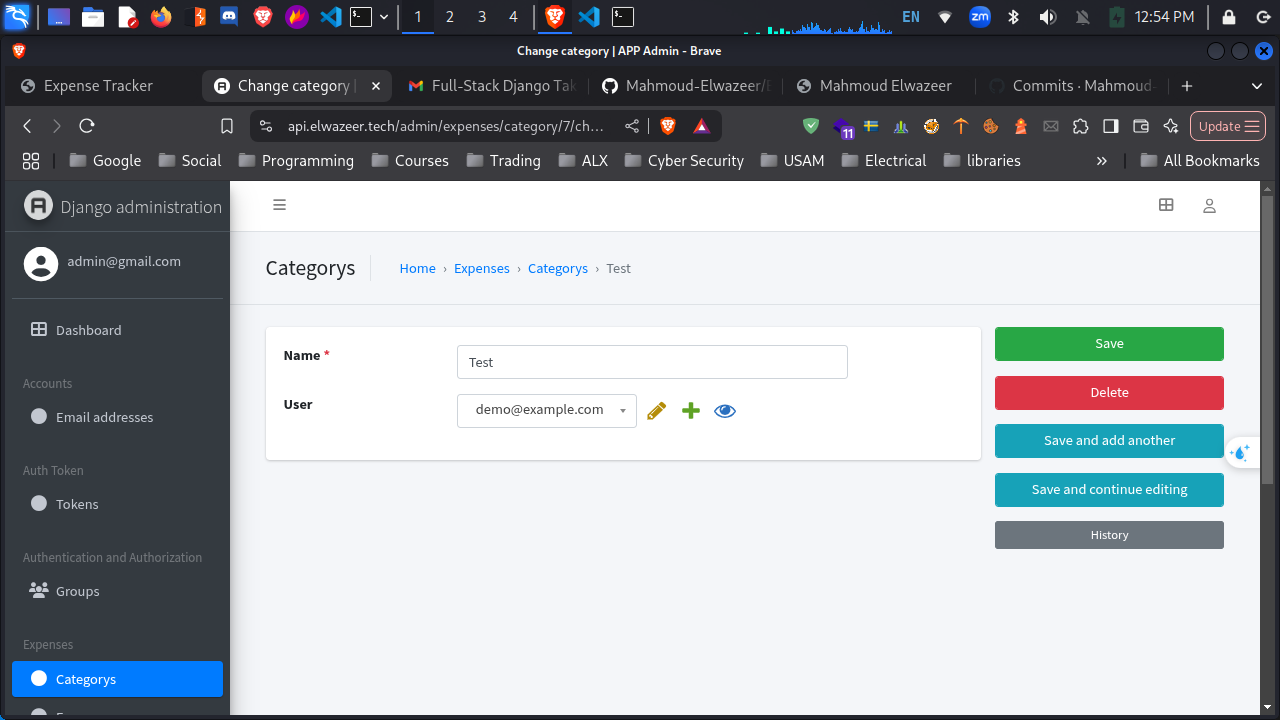 1 2 3 4 EN zm 12:54 PM
Change category | APP Admin - Brave
Expense Tracker Change category | Full-Stack Django Tak Mahmoud-Elwazeer/E Mahmoud Elwazeer Commits · Mahmoud-
api.elwazeer.tech/admin/expenses/category/7/ch… 11 Update
Google Social Programming Courses Trading ALX Cyber Security USAM Electrical libraries » All Bookmarks
Django administration
admin@gmail.com
Dashboard
Accounts
Email addresses
Auth Token
Tokens
Authentication and Authorization
Groups
Expenses
Categorys
Categorys
Home › Expenses › Categorys › Test
Name *
Test
User
demo@example.com
Save
Delete
Save and add another
Save and continue editing
History